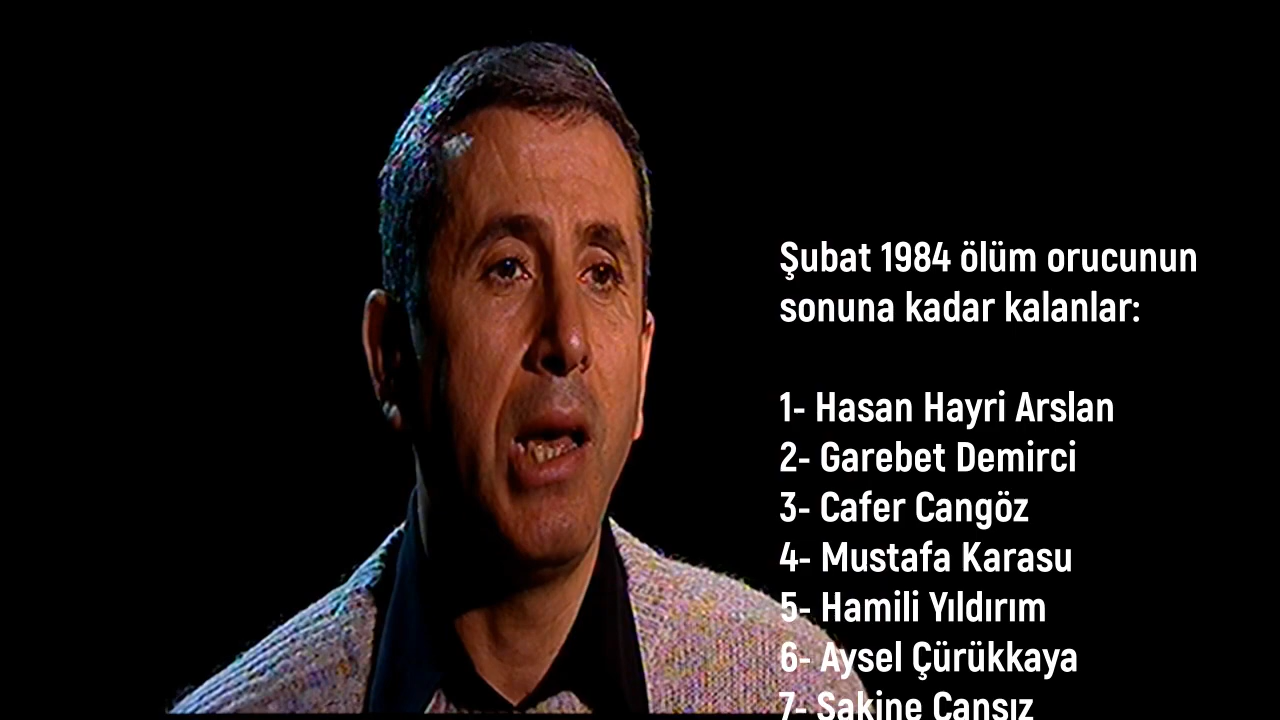 Şubat 1984 ölüm orucunun
sonuna kadar kalanlar:
1- Hasan Hayri Arslan
2- Garebet Demirci
3- Cafer Cangöz
4- Mustafa Karasu
5- Hamili Yıldırım
6- Aysel Çürükkaya
7- Sakine Cansız